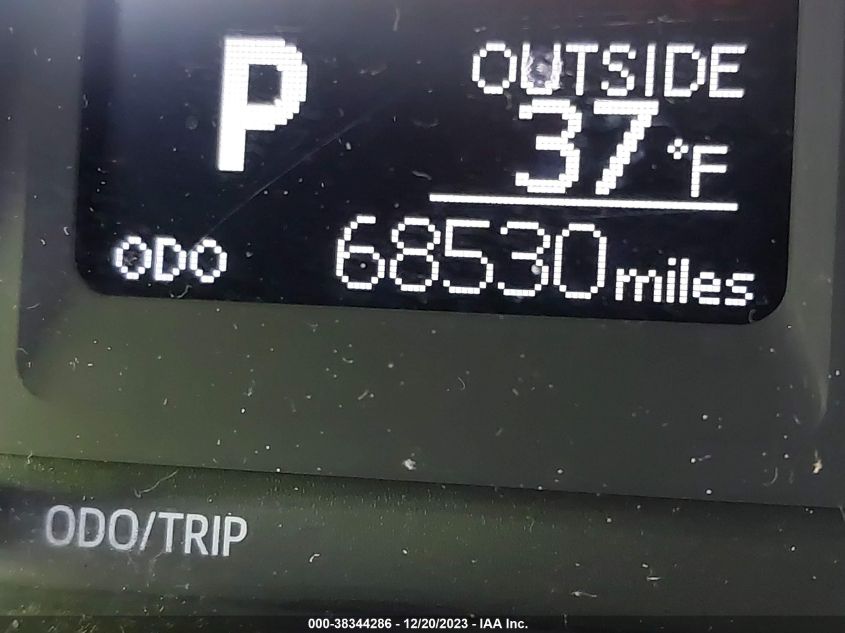 P
OUTSIDE
37 °F
ODO 68530 miles
ODO/TRIP
000-38344286 - 12/20/2023 - IAA Inc.